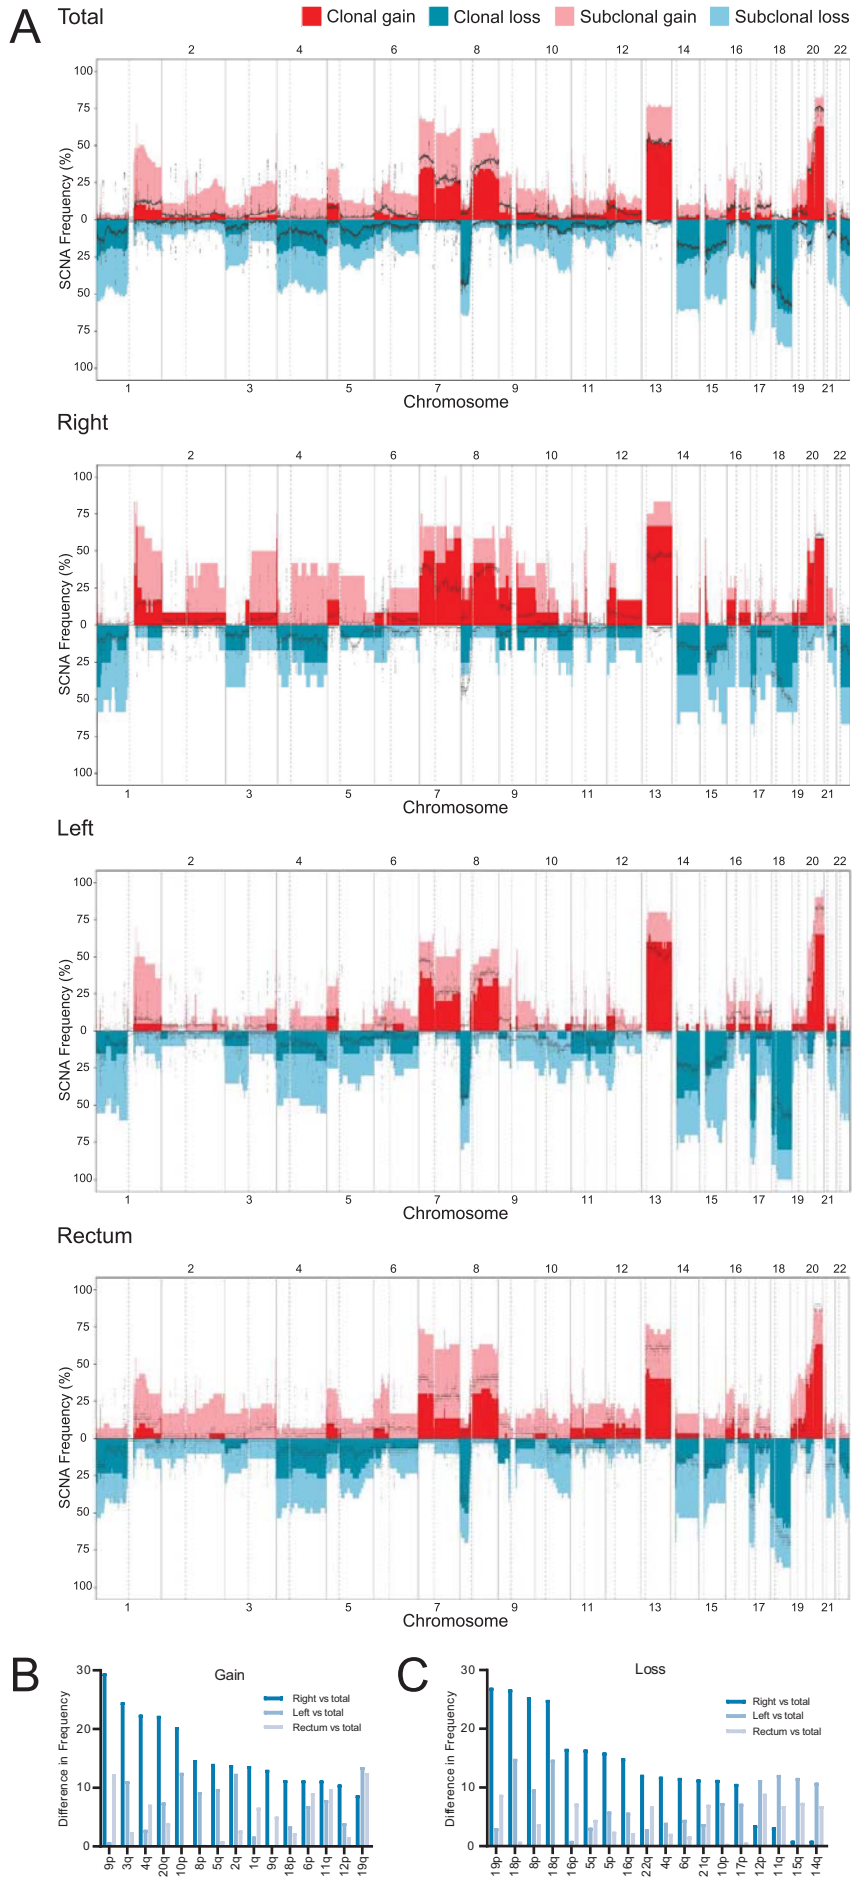 A Total Clonal gain Clonal loss Subclonal gain Subclonal loss
2 4 6 8 10 12 14 16 18 20 22
100
75
50
25
0
25
50
75
100
SCNA Frequency (%)
1 3 5 7 9 11 13 15 17 19 21
Chromosome
Right
2 4 6 8 10 12 14 16 18 20 22
100
75
50
25
0
25
50
75
100
SCNA Frequency (%)
1 3 5 7 9 11 13 15 17 19 21
Chromosome
Left
2 4 6 8 10 12 14 16 18 20 22
100
75
50
25
0
25
50
75
100
SCNA Frequency (%)
1 3 5 7 9 11 13 15 17 19 21
Chromosome
Rectum
2 4 6 8 10 12 14 16 18 20 22
100
75
50
25
0
25
50
75
100
SCNA Frequency (%)
1 3 5 7 9 11 13 15 17 19 21
Chromosome
B
Gain
Right vs total
Left vs total
Rectum vs total
30
20
10
0
Difference in Frequency
9p 3q 4q 20q 10p 8p 5q 2q 1q 9q 18p 6p 11q 12p 19q
C
Loss
Right vs total
Left vs total
Rectum vs total
30
20
10
0
Difference in Frequency
19p 18p 8p 18q 16p 5q 5p 16q 22q 4q 6q 21q 10p 17p 12p 11q 15q 14q